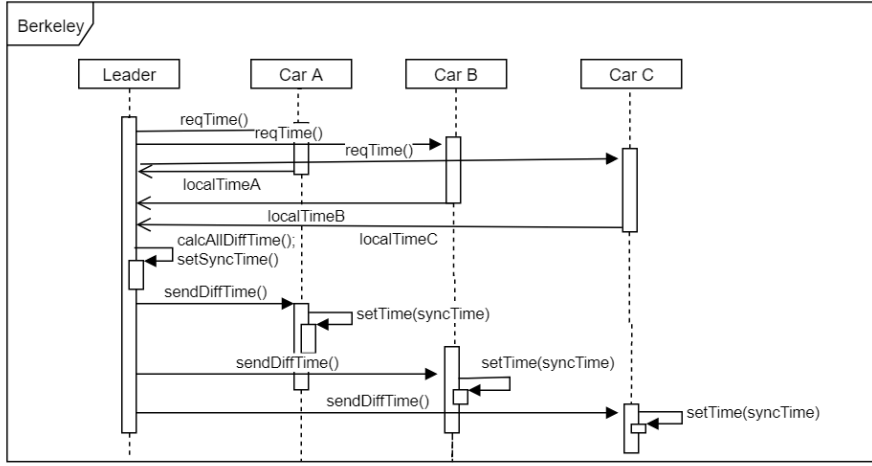 Berkeley
Leader
Car A
Car B
Car C
reqTime()
reqTime()
reqTime()
localTimeA
localTimeB
localTimeC
calcAllDiffTime();
setSyncTime()
sendDiffTime()
setTime(syncTime)
sendDiffTime()
setTime(syncTime)
sendDiffTime()
setTime(syncTime)